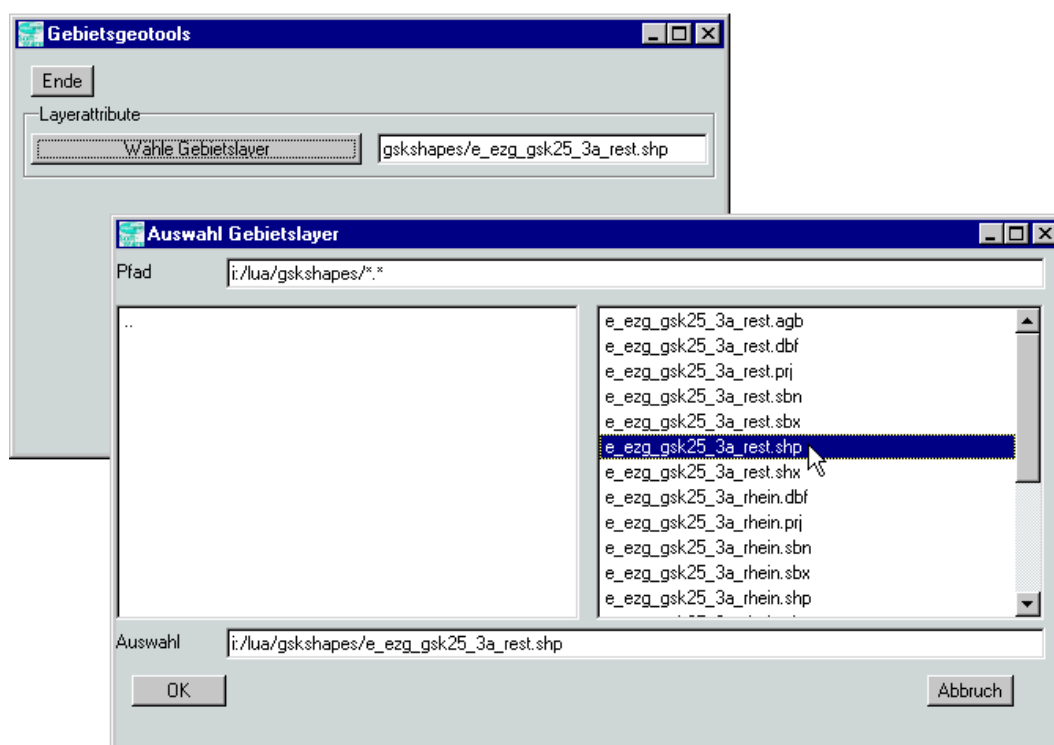 Gebietsgeotools
Ende
Layerattribute
Wähle Gebietslayer gskshapes/e_ezg_gsk25_3a_rest.shp
Auswahl Gebietslayer
Pfad i:/lua/gskshapes/*.*
..
e_ezg_gsk25_3a_rest.agb
e_ezg_gsk25_3a_rest.dbf
e_ezg_gsk25_3a_rest.prj
e_ezg_gsk25_3a_rest.sbn
e_ezg_gsk25_3a_rest.sbx
e_ezg_gsk25_3a_rest.shp
e_ezg_gsk25_3a_rest.shx
e_ezg_gsk25_3a_rhein.dbf
e_ezg_gsk25_3a_rhein.prj
e_ezg_gsk25_3a_rhein.sbn
e_ezg_gsk25_3a_rhein.sbx
e_ezg_gsk25_3a_rhein.shp
Auswahl i:/lua/gskshapes/e_ezg_gsk25_3a_rest.shp
OK Abbruch